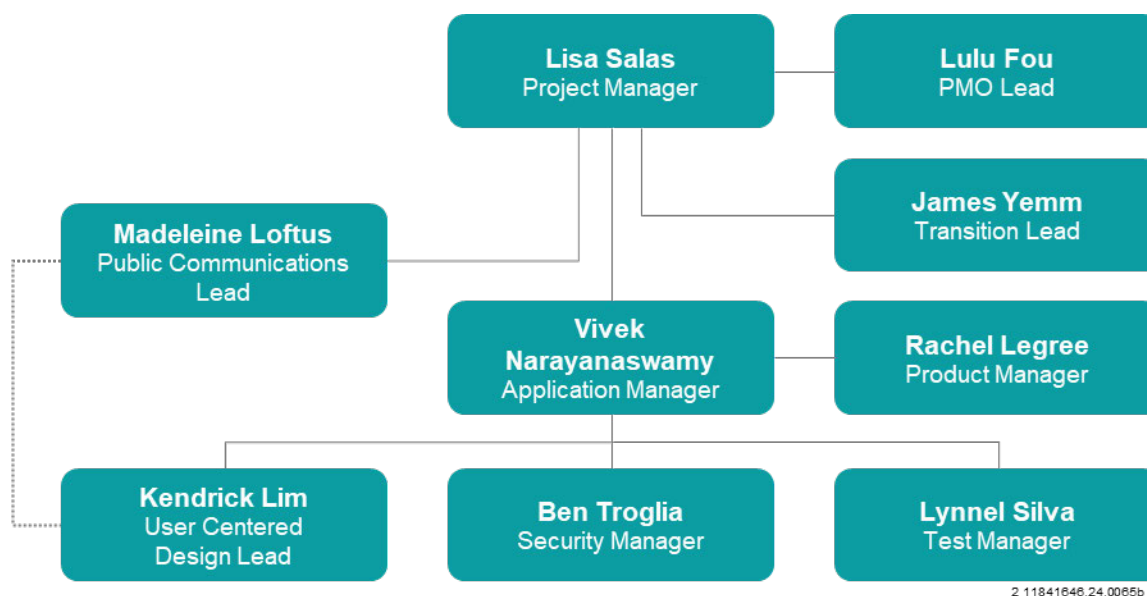 Lisa Salas
Project Manager
Lulu Fou
PMO Lead
James Yemm
Transition Lead
Madeleine Loftus
Public Communications
Lead
Vivek
Narayanaswamy
Application Manager
Rachel Legree
Product Manager
Kendrick Lim
User Centered
Design Lead
Ben Troglia
Security Manager
Lynnel Silva
Test Manager
2 11841646.24.0065b